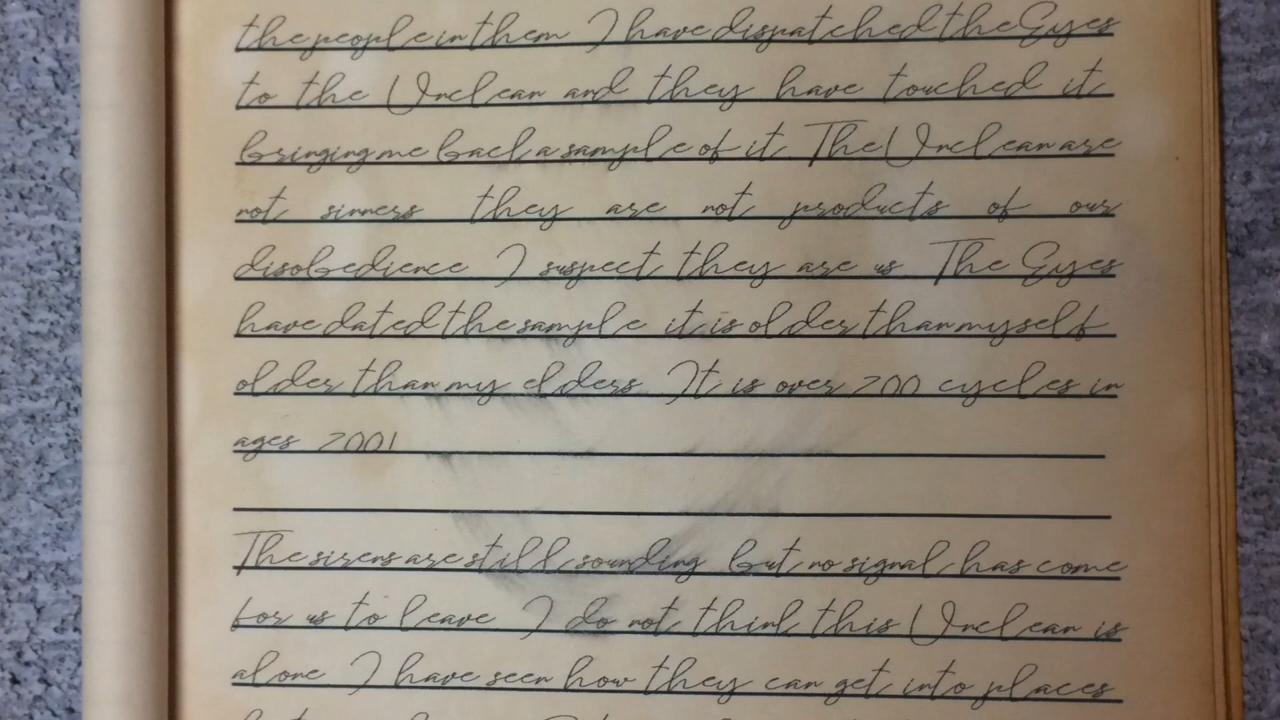 the people in them I have dispatched the Eyes
to the Unclean and they have touched it
bringing me back a sample of it. The Unclean are
not sinners they are not products of our
disobedience I suspect they are us The Eyes
have dated the sample it is older than myself
older than my elders. It is over 200 cycles in
ages 2001
The sirens are still sounding but no signal has come
for us to leave I do not think this Unclean is
alone I have seen how they can get into places